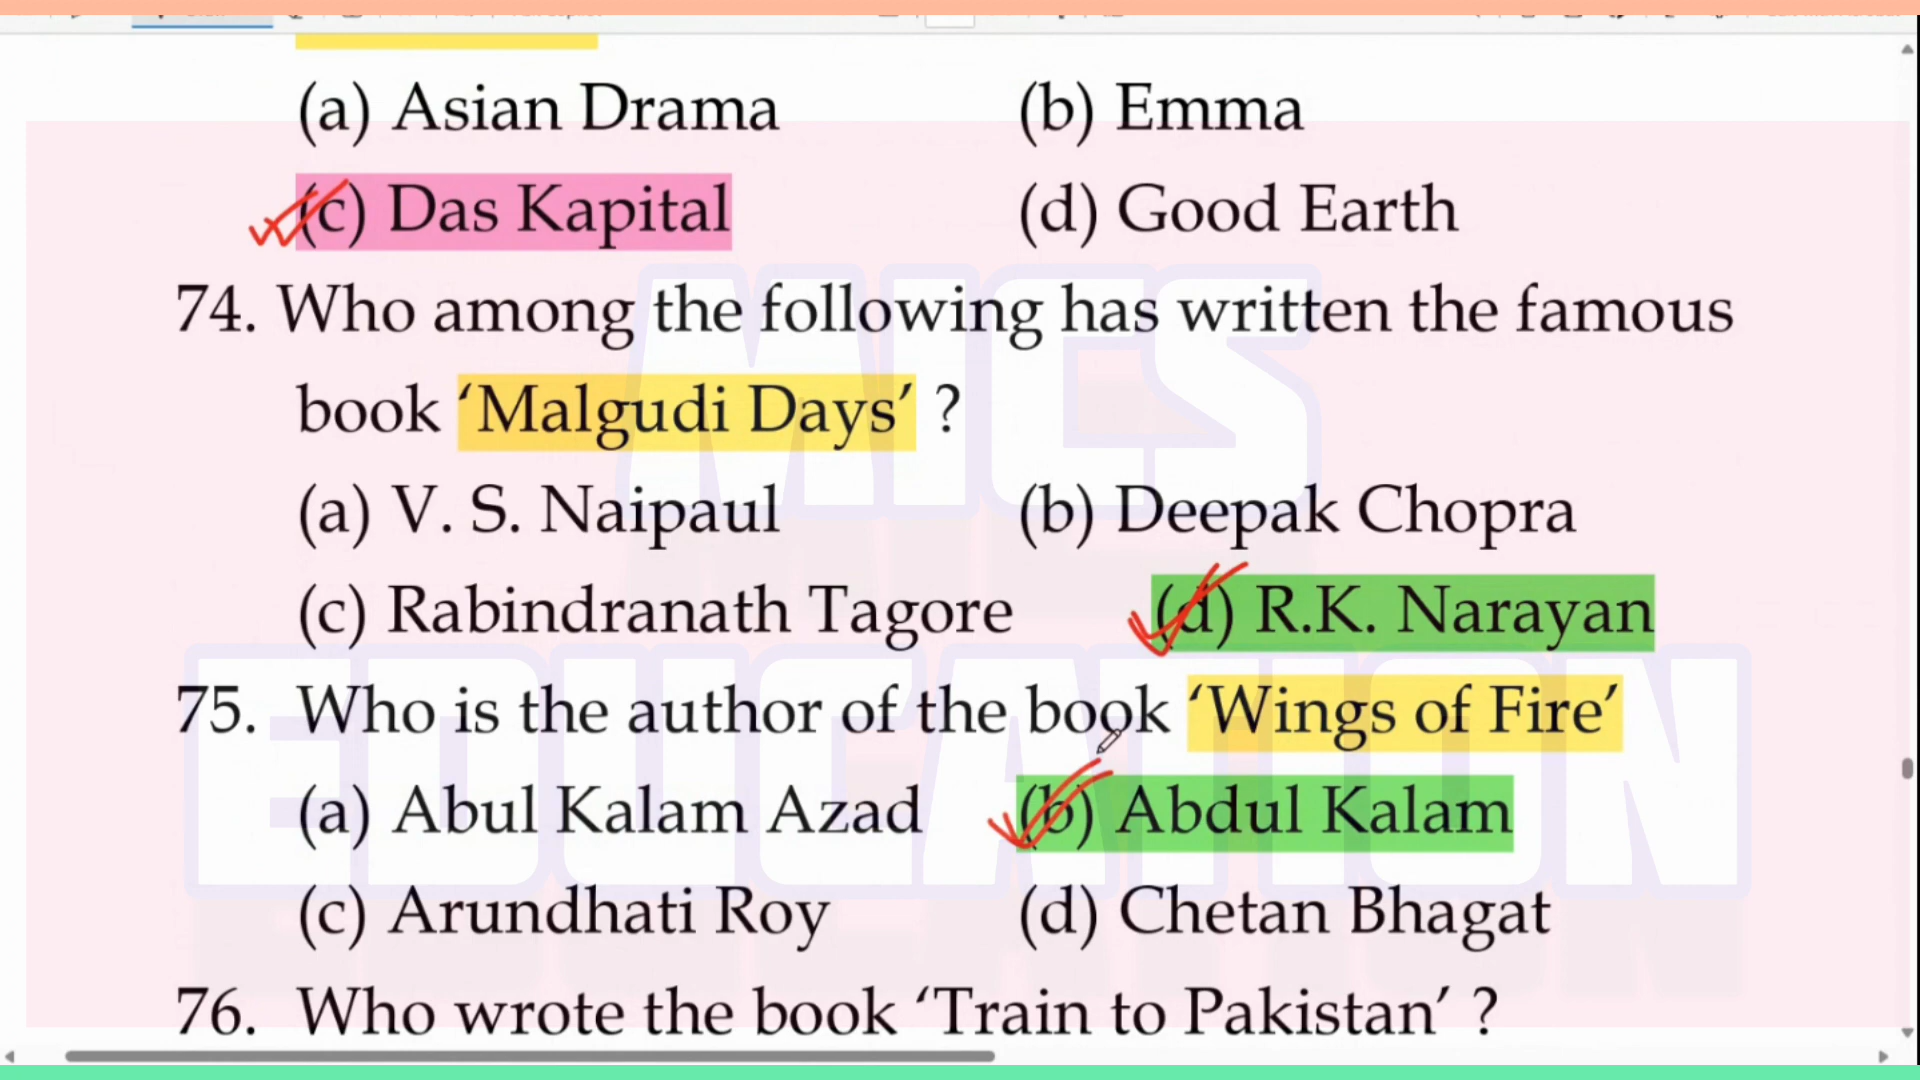 (a) Asian Drama (b) Emma
(c) Das Kapital (d) Good Earth
74. Who among the following has written the famous
book ‘Malgudi Days’ ?
(a) V. S. Naipaul (b) Deepak Chopra
(c) Rabindranath Tagore (d) R.K. Narayan
75. Who is the author of the book ‘Wings of Fire’
(a) Abul Kalam Azad (b) Abdul Kalam
(c) Arundhati Roy (d) Chetan Bhagat
76. Who wrote the book ‘Train to Pakistan’ ?
MICS
EDUCATION